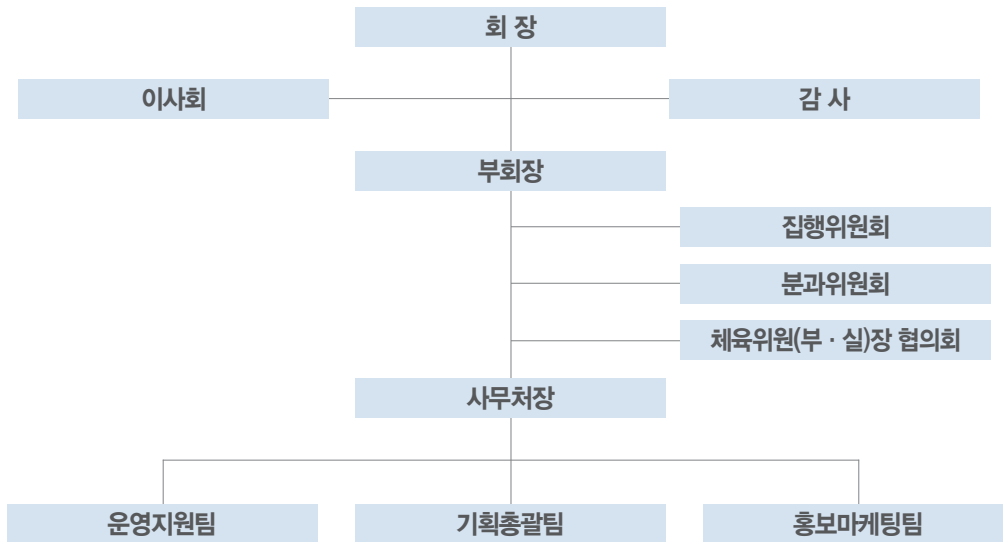 회 장
이사회
감 사
부회장
집행위원회
분과위원회
체육위원(부 · 실)장 협의회
사무처장
운영지원팀
기획총괄팀
홍보마케팅팀